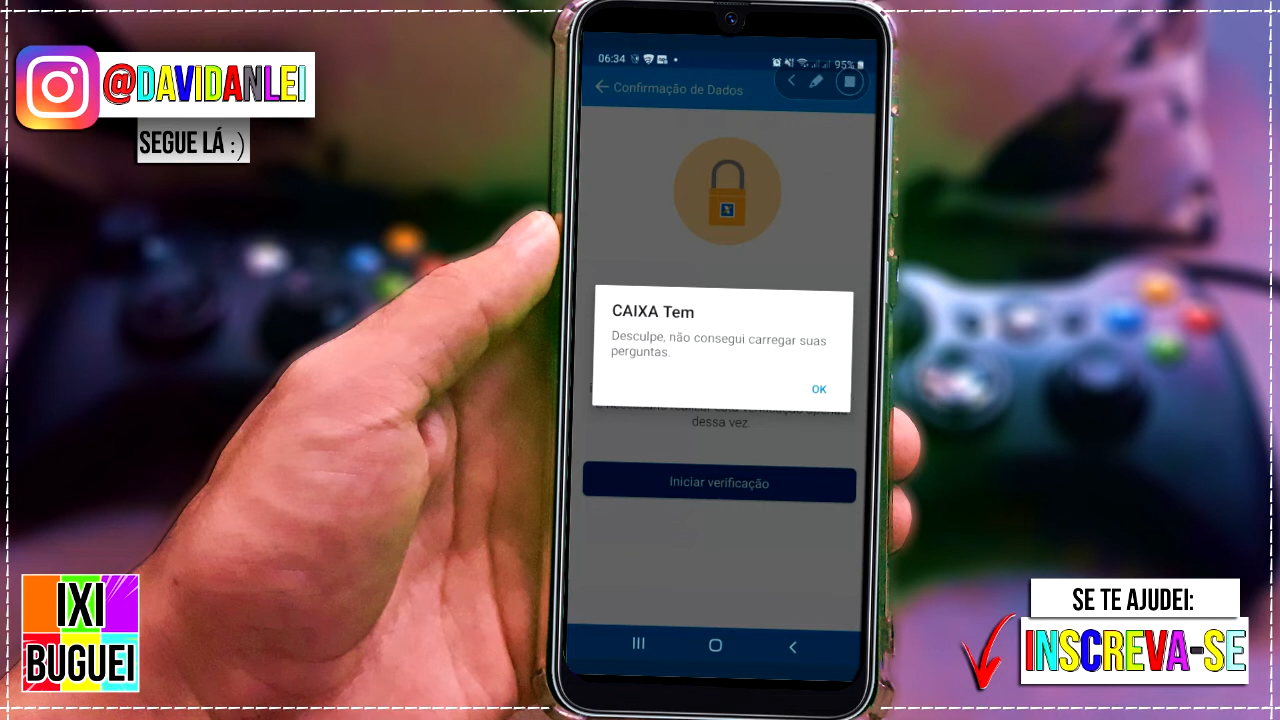 @DAVIDANLEI
SEGUE LÁ :)
06:34
95%
Confirmação de Dados
CAIXA Tem
Desculpe, não consegui carregar suas
perguntas.
OK
dessa vez.
Iniciar verificação
IXI
BUGUEI
SE TE AJUDEI:
INSCREVA-SE